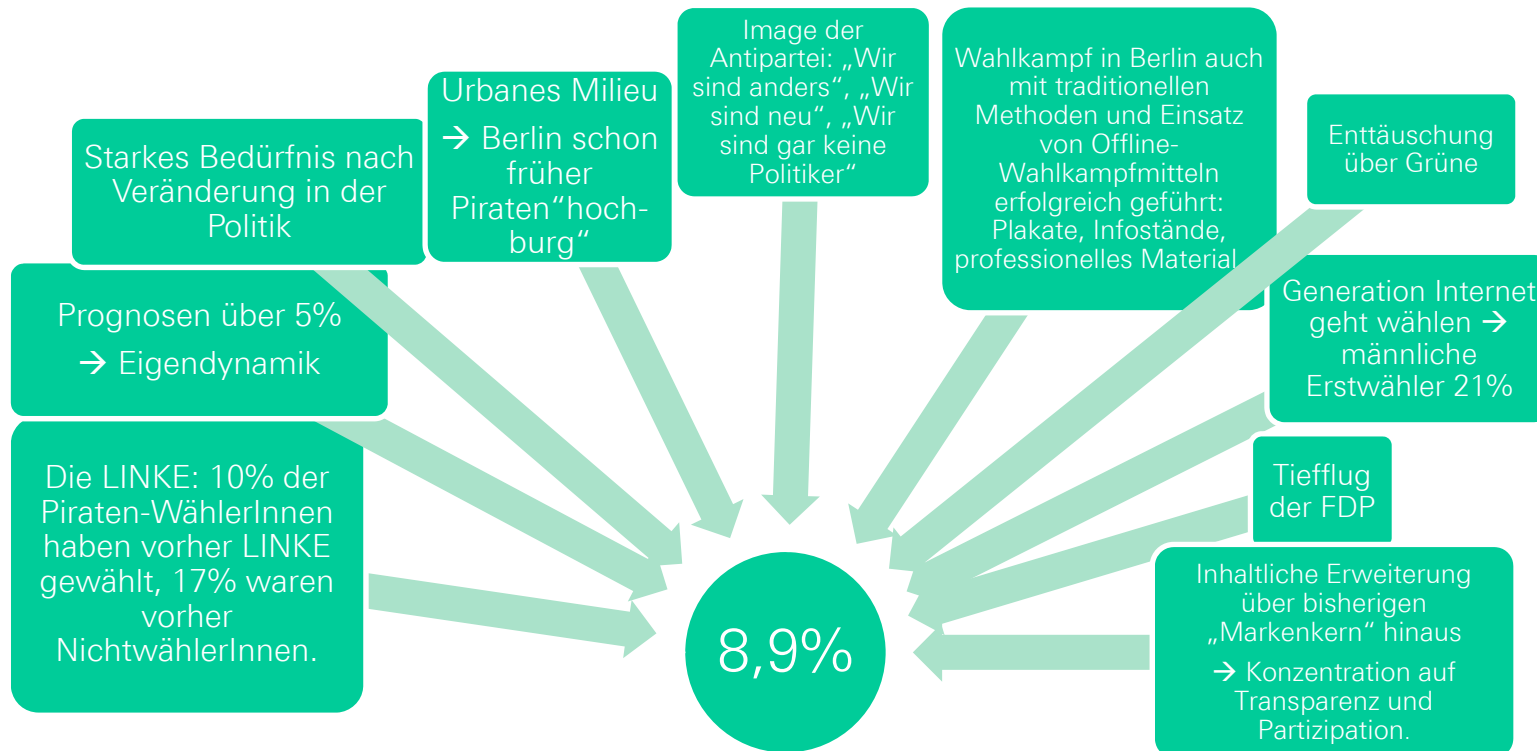 Die LINKE: 10% der
Piraten-WählerInnen
haben vorher LINKE
gewählt, 17% waren
vorher
NichtwählerInnen.
Prognosen über 5%
→ Eigendynamik
Starkes Bedürfnis nach
Veränderung in der
Politik
Urbanes Milieu
→ Berlin schon
früher
Piraten“hoch-
burg“
Image der
Antipartei: „Wir
sind anders“, „Wir
sind neu“, „Wir
sind gar keine
Politiker“
Wahlkampf in Berlin auch
mit traditionellen
Methoden und Einsatz
von Offline-
Wahlkampfmitteln
erfolgreich geführt:
Plakate, Infostände,
professionelles Material
Enttäuschung
über Grüne
Generation Internet
geht wählen →
männliche
Erstwähler 21%
Tiefflug
der FDP
Inhaltliche Erweiterung
über bisherigen
„Markenkern“ hinaus
→ Konzentration auf
Transparenz und
Partizipation.
8,9%